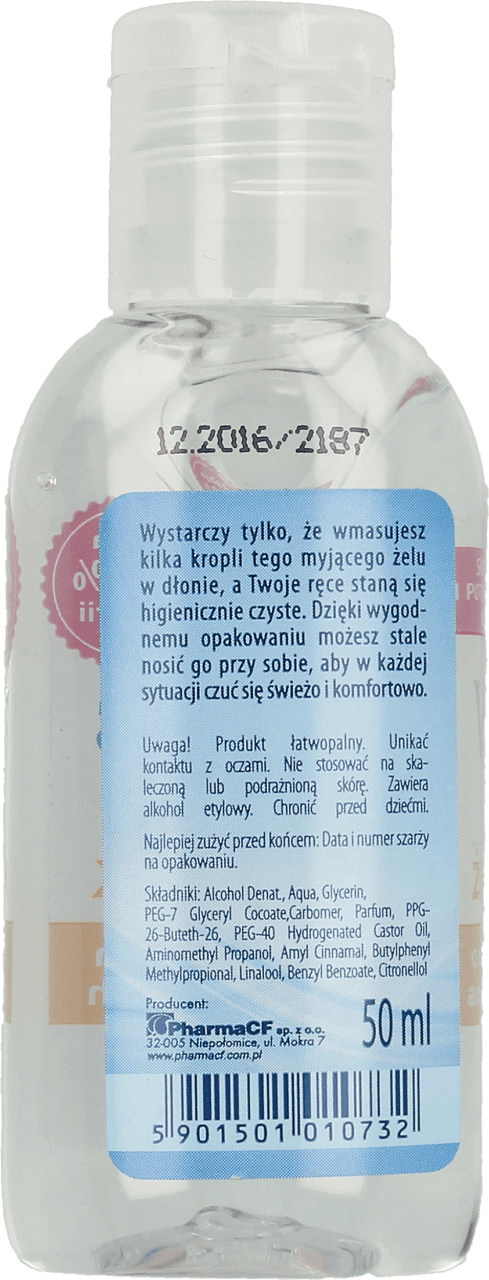 12.2016/2187
Wystarczy tylko, że wmasujesz
kilka kropli tego myjącego żelu
w dłonie, a Twoje ręce staną się
higienicznie czyste. Dzięki wygod-
nemu opakowaniu możesz stale
nosić go przy sobie, aby w każdej
sytuacji czuć się świeżo i komfortowo.
Uwaga! Produkt łatwopalny. Unikać
kontaktu z oczami. Nie stosować na ska-
leczoną lub podrażnioną skórę. Zawiera
alkohol etylowy. Chronić przed dziećmi.
Najlepiej zużyć przed końcem: Data i numer szarży
na opakowaniu.
Składniki: Alcohol Denat., Aqua, Glycerin,
PEG-7 Glyceryl Cocoate,Carbomer, Parfum, PPG-
26-Buteth-26, PEG-40 Hydrogenated Castor Oil,
Aminomethyl Propanol, Amyl Cinnamal, Butylphenyl
Methylpropional, Linalool, Benzyl Benzoate, Citronellol
Producent:
PharmaCF sp. z o.o.
32-005 Niepołomice, ul. Mokra 7
www.pharmacf.com.pl
50 ml
5 901501 010732